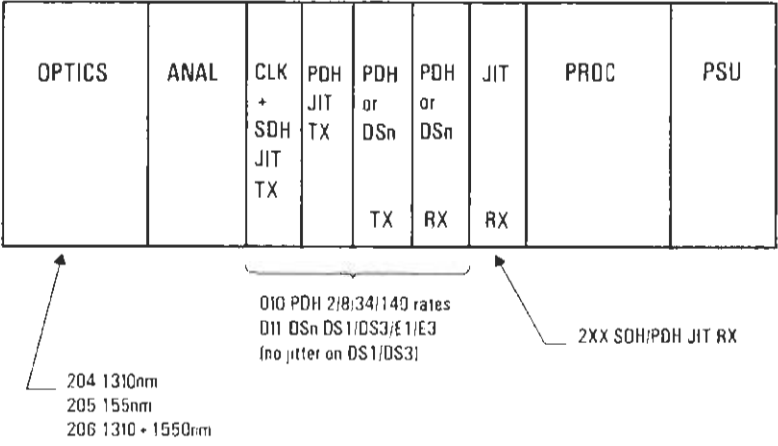 OPTICS
ANAL
CLK
+
SDH
JIT
TX
PDH
JIT
TX
PDH
or
DSn
TX
PDH
or
DSn
RX
JIT
RX
PROC
PSU
010 PDH 2/8/34/140 rates
011 DSn DS1/DS3/E1/E3
(no jitter on DS1/DS3)
2XX SDH/PDH JIT RX
204 1310nm
205 155nm
206 1310 + 1550nm